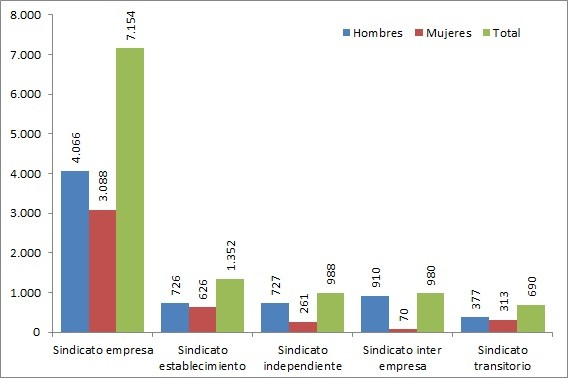 8.000
7.000
6.000
5.000
4.000
3.000
2.000
1.000
0
Hombres Mujeres Total
4.066 3.088 7.154
726 626 1.352
727 261 988
910 70 980
377 313 690
Sindicato empresa
Sindicato
establecimiento
Sindicato
independiente
Sindicato inter
empresa
Sindicato
transitorio